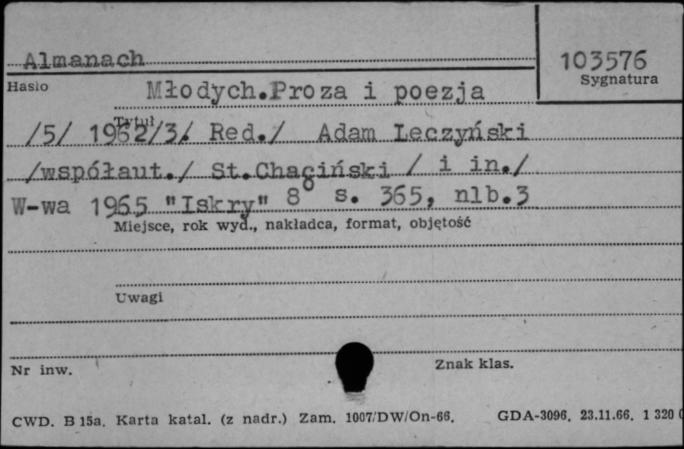 Almanach
103576
Hasło
Sygnatura
Młodych.Proza i poezja
Tytuł
/5/ 1962/3/ Red./ Adam Leczyński
/współaut./ St.Chaciński / i in./
W-wa 1965 "Iskry" 8° s. 365, nlb.3
Miejsce, rok wyd., nakładca, format, objętość
Uwagi
Nr inw.
Znak klas.
CWD. B 15a. Karta katal. (z nadr.) Zam. 1007/DW/On-66.
GDA-3096. 23.11.66. 1 320